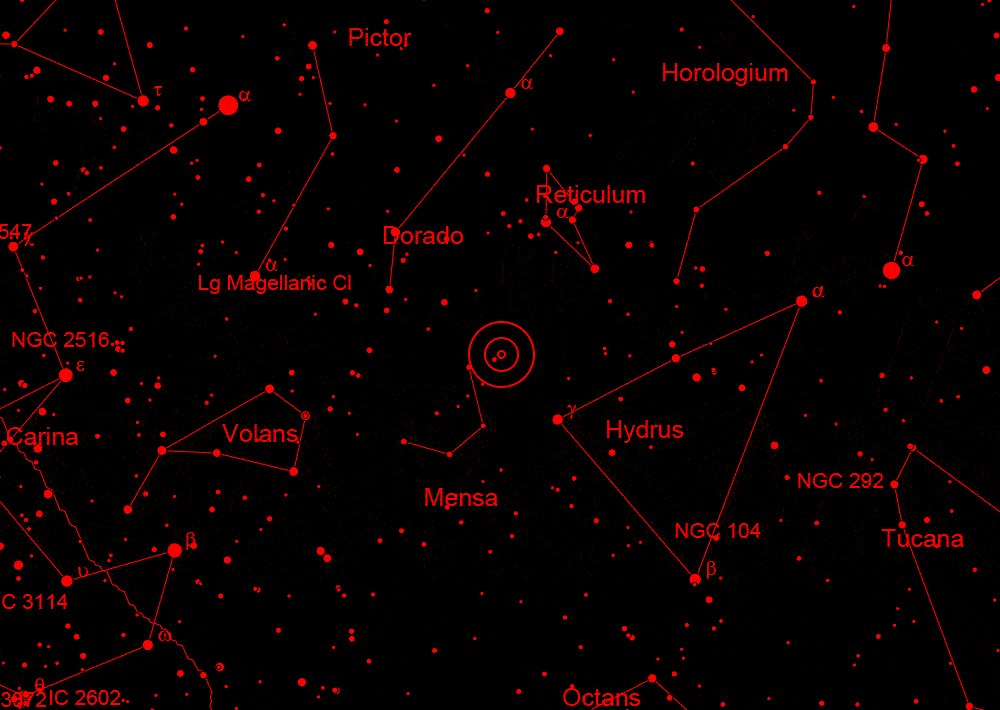 Pictor
α
Horologium
τ
α
Reticulum
α
547
χ
Dorado
α
α
Lg Magellanic Cl
α
NGC 2516
ε
γ
Carina
Volans
Hydrus
NGC 292
Mensa
NGC 104
Tucana
β
υ
β
C 3114
ω
θ
IC 2602
Octans